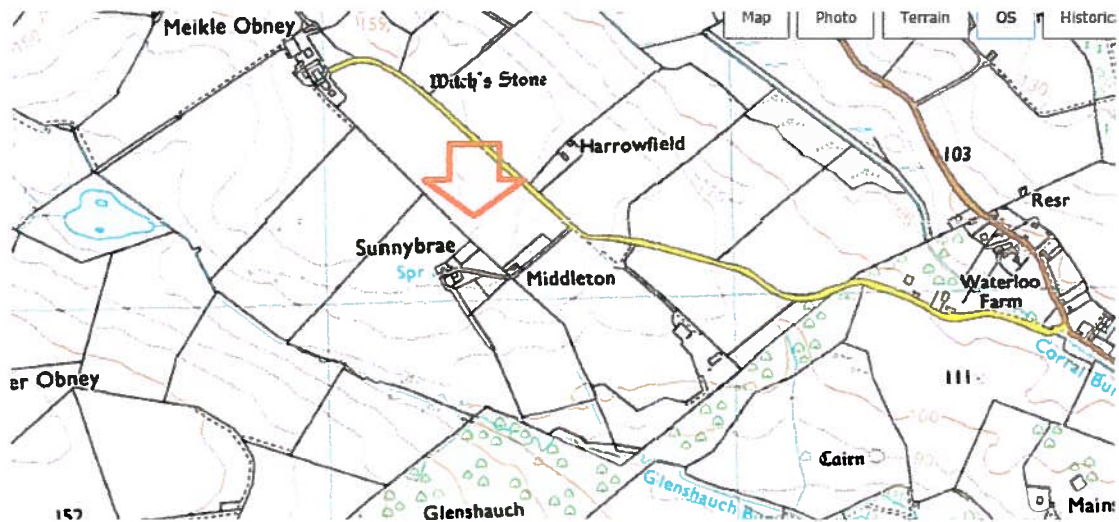 Map
Photo
Terrain
OS
Historic
Meikle Obney
159
Witch's Stone
Harrowfield
103
Resr
Sunnybrae
Spr
Middleton
Waterloo
Farm
Corral Bu
er Obney
111
Cairn
Glenshauch B
152
Glenshauch
Main